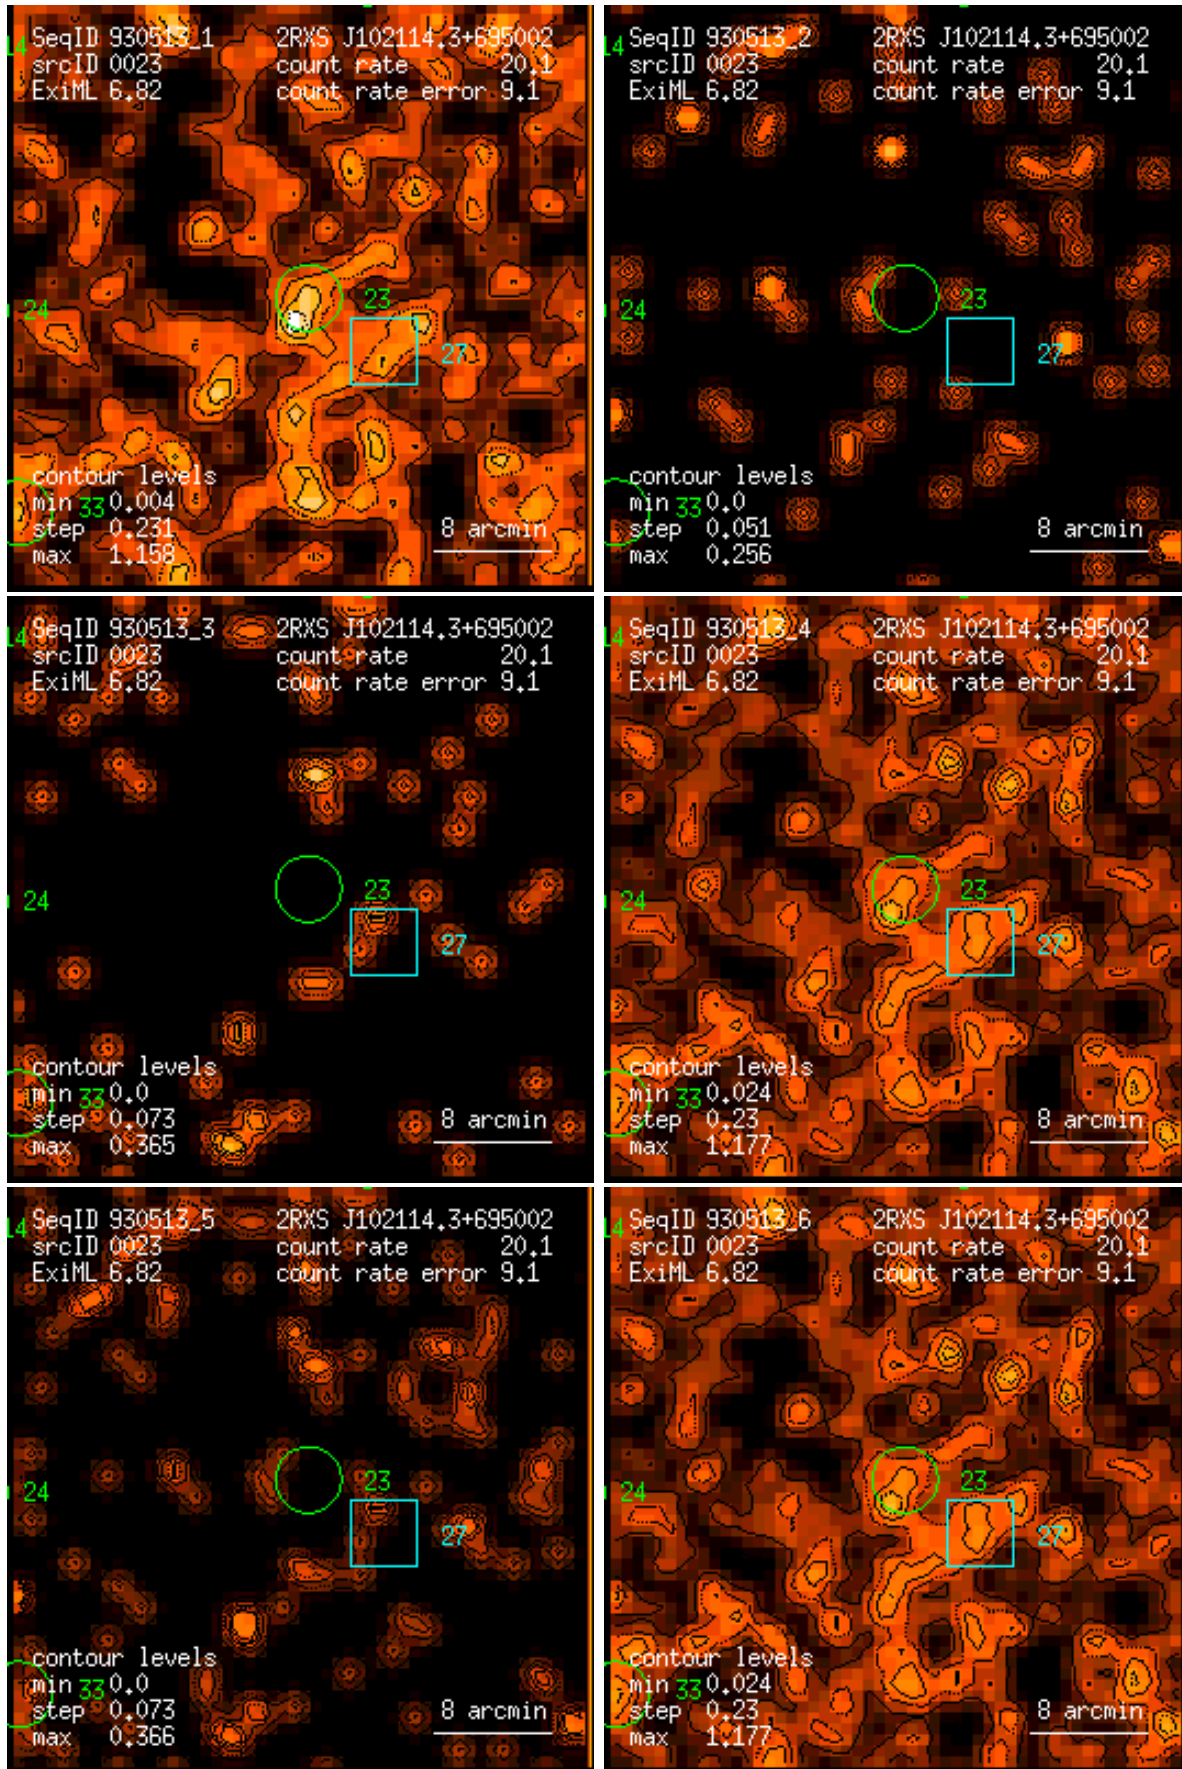 14 SeqID 930513_1 2RXS J102114.3+695002
srcID 0023 count rate 20.1
ExiML 6.82 count rate error 9.1
23
24
27
contour levels
min 33 0.004
step 0.231 8 arcmin
max 1.158
14 SeqID 930513_2 2RXS J102114.3+695002
srcID 0023 count rate 20.1
ExiML 6.82 count rate error 9.1
23
24
27
contour levels
min 33 0.0
step 0.051 8 arcmin
max 0.256
14 SeqID 930513_3 2RXS J102114.3+695002
srcID 0023 count rate 20.1
ExiML 6.82 count rate error 9.1
23
24
27
contour levels
min 33 0.0
step 0.073 8 arcmin
max 0.365
14 SeqID 930513_4 2RXS J102114.3+695002
srcID 0023 count rate 20.1
ExiML 6.82 count rate error 9.1
23
24
27
contour levels
min 33 0.024
step 0.23 8 arcmin
max 1.177
14 SeqID 930513_5 2RXS J102114.3+695002
srcID 0023 count rate 20.1
ExiML 6.82 count rate error 9.1
23
24
27
contour levels
min 33 0.0
step 0.073 8 arcmin
max 0.366
14 SeqID 930513_6 2RXS J102114.3+695002
srcID 0023 count rate 20.1
ExiML 6.82 count rate error 9.1
23
24
27
contour levels
min 33 0.024
step 0.23 8 arcmin
max 1.177